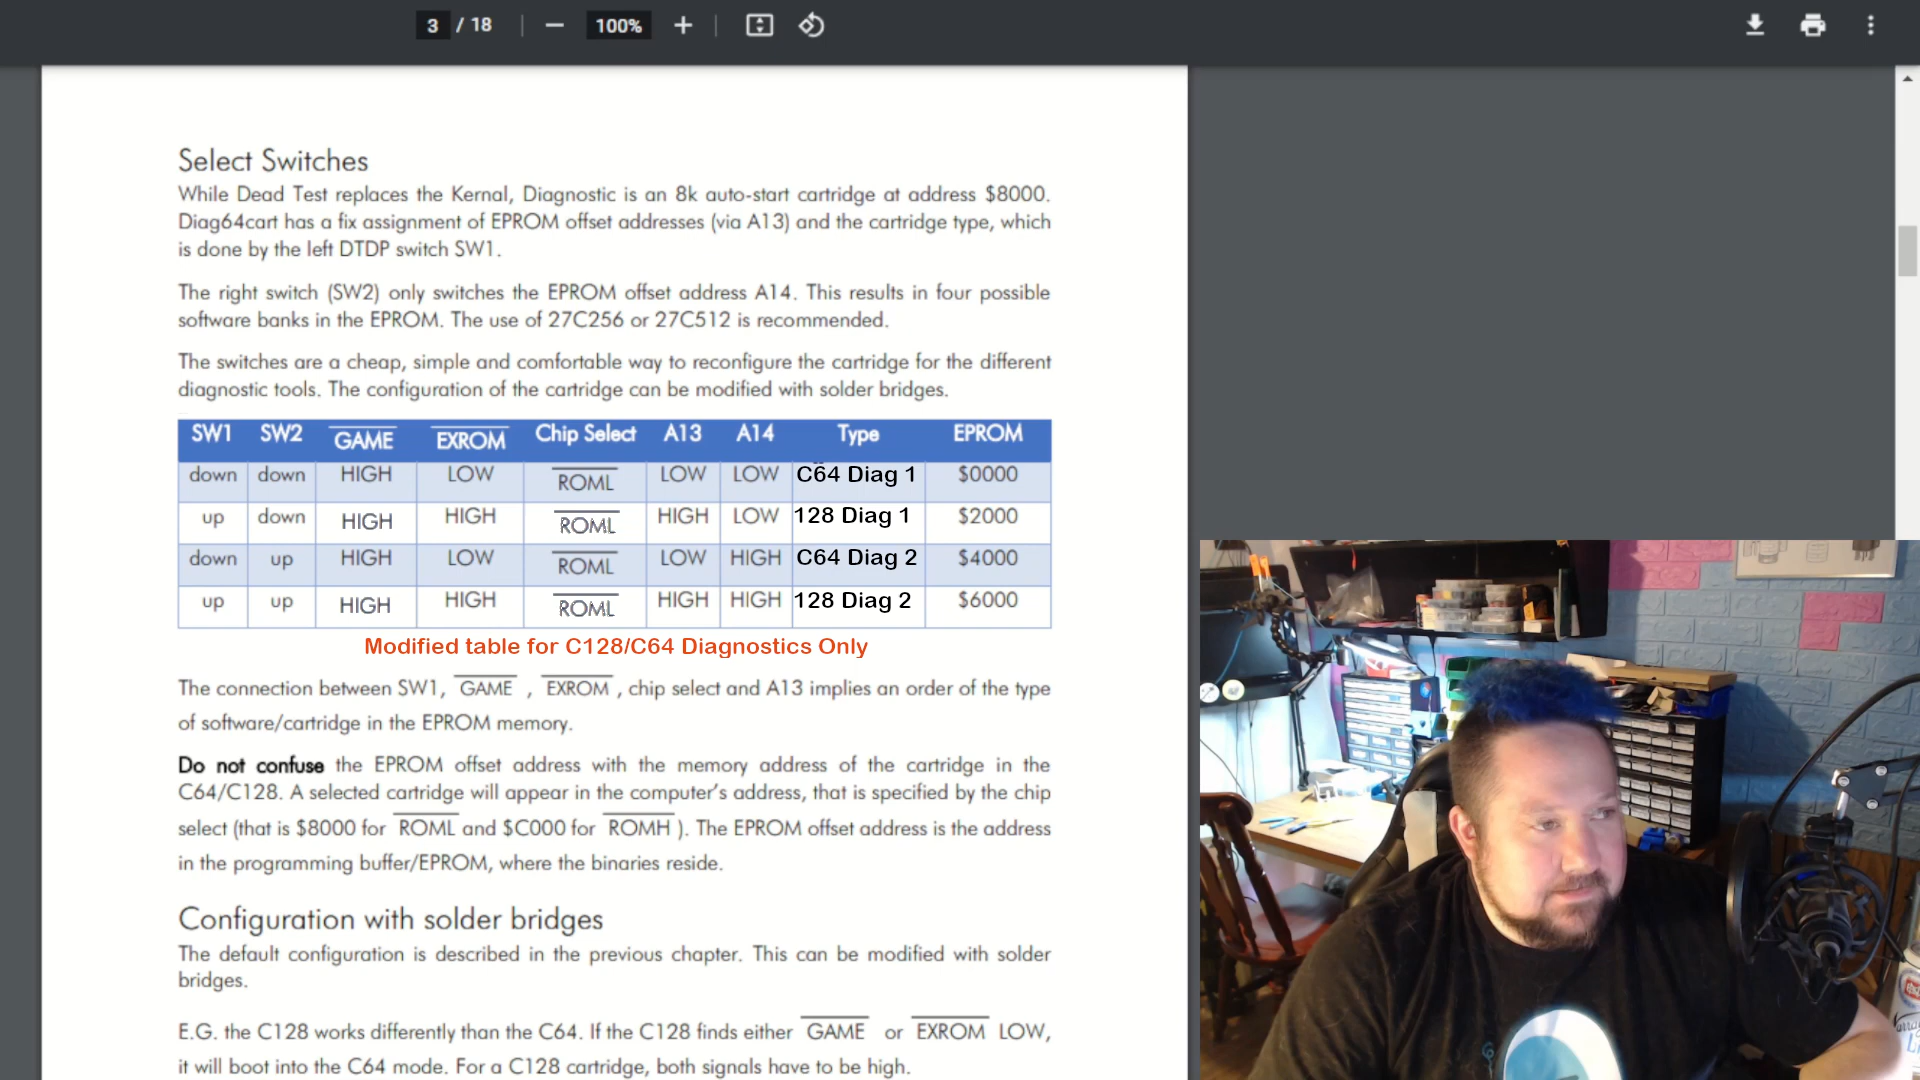 3 / 18
100%
Select Switches
While Dead Test replaces the Kernal, Diagnostic is an 8k auto-start cartridge at address $8000.
Diag64cart has a fix assignment of EPROM offset addresses (via A13) and the cartridge type, which
is done by the left DTDP switch SW1.
The right switch (SW2) only switches the EPROM offset address A14. This results in four possible
software banks in the EPROM. The use of 27C256 or 27C512 is recommended.
The switches are a cheap, simple and comfortable way to reconfigure the cartridge for the different
diagnostic tools. The configuration of the cartridge can be modified with solder bridges.
SW1 SW2 GAME EXROM Chip Select A13 A14 Type EPROM
down down HIGH LOW ROML LOW LOW C64 Diag 1 $0000
up down HIGH HIGH ROML HIGH LOW 128 Diag 1 $2000
down up HIGH LOW ROML LOW HIGH C64 Diag 2 $4000
up up HIGH HIGH ROML HIGH HIGH 128 Diag 2 $6000
Modified table for C128/C64 Diagnostics Only
The connection between SW1, GAME , EXROM , chip select and A13 implies an order of the type
of software/cartridge in the EPROM memory.
Do not confuse the EPROM offset address with the memory address of the cartridge in the
C64/C128. A selected cartridge will appear in the computer's address, that is specified by the chip
select (that is $8000 for ROML and $C000 for ROMH ). The EPROM offset address is the address
in the programming buffer/EPROM, where the binaries reside.
Configuration with solder bridges
The default configuration is described in the previous chapter. This can be modified with solder
bridges.
E.G. the C128 works differently than the C64. If the C128 finds either GAME or EXROM LOW,
it will boot into the C64 mode. For a C128 cartridge, both signals have to be high.